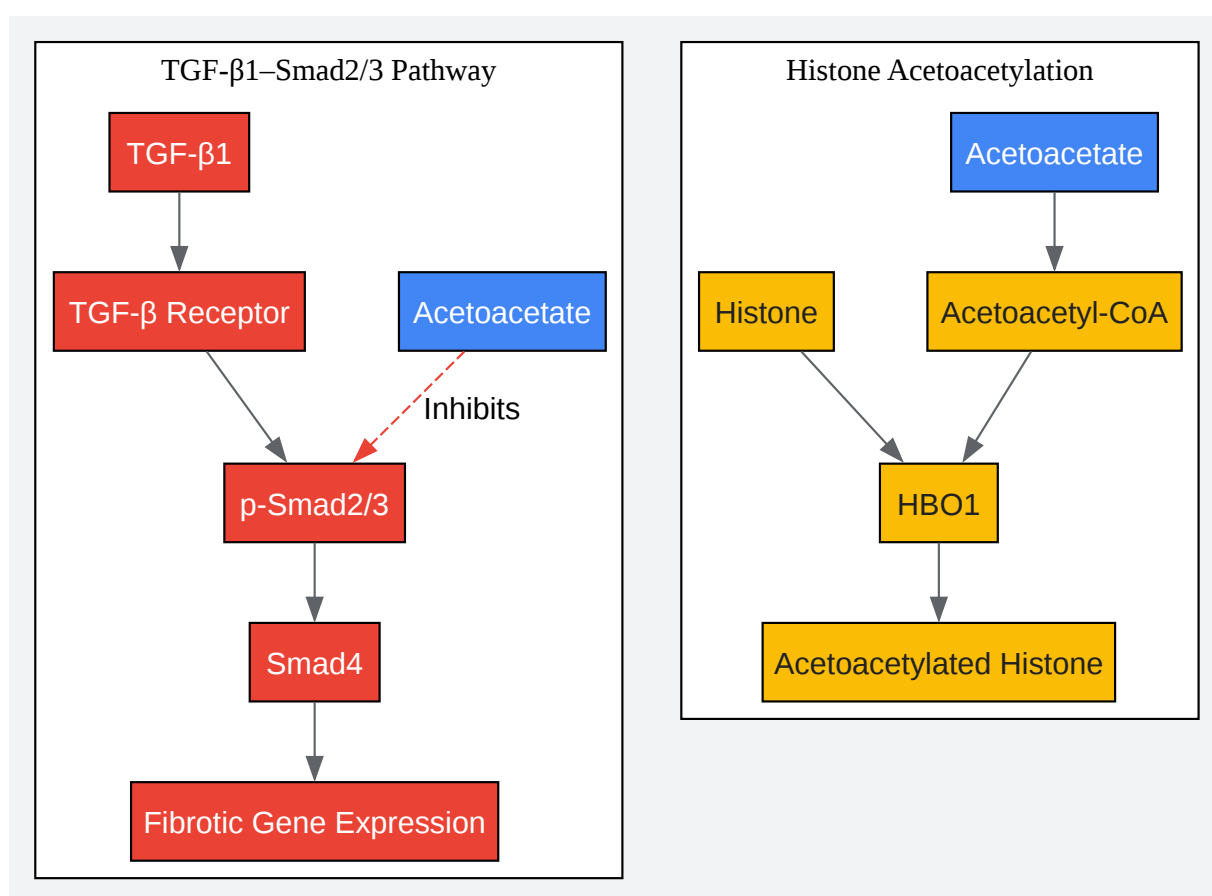 TGF-β1–Smad2/3 Pathway
TGF-β1
TGF-β Receptor
Acetoacetate
Inhibits
p-Smad2/3
Smad4
Fibrotic Gene Expression
Histone Acetoacetylation
Acetoacetate
Histone
Acetoacetyl-CoA
HBO1
Acetoacetylated Histone